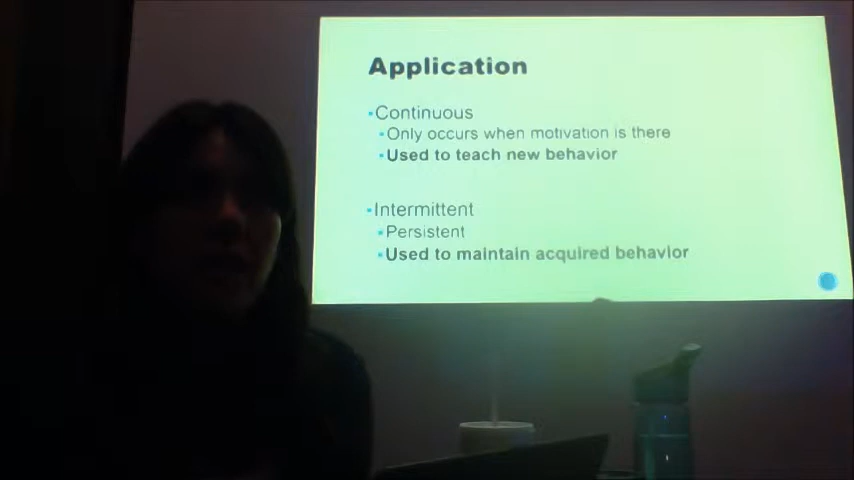 Application
Continuous
Only occurs when motivation is there
Used to teach new behavior
Intermittent
Persistent
Used to maintain acquired behavior